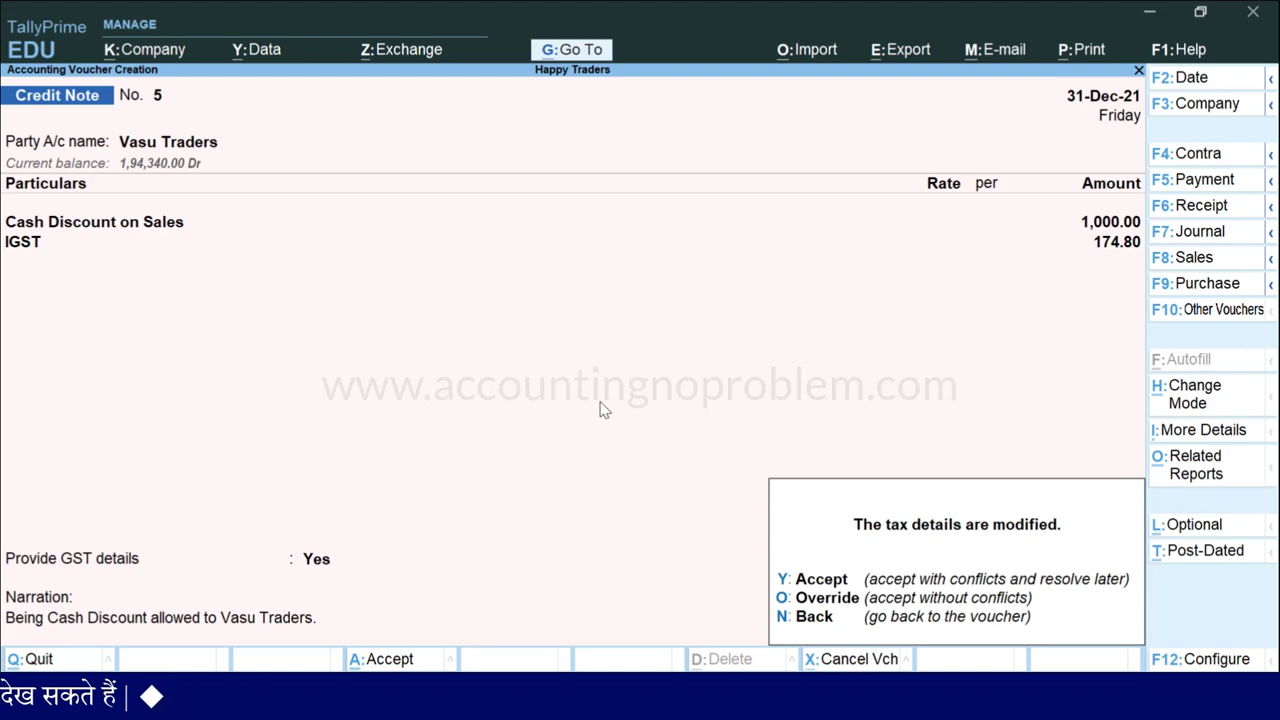 TallyPrime
MANAGE
EDU
K:Company
Y:Data
Z:Exchange
G:Go To
O:Import
E:Export
M:E-mail
P:Print
F1:Help
Accounting Voucher Creation
Happy Traders
Credit Note
No. 5
31-Dec-21
Friday
Party A/c name: Vasu Traders
Current balance: 1,94,340.00 Dr
Particulars
Rate per
Amount
Cash Discount on Sales
1,000.00
IGST
174.80
www.accountingnoproblem.com
The tax details are modified.
Y: Accept (accept with conflicts and resolve later)
O: Override (accept without conflicts)
N: Back (go back to the voucher)
Provide GST details : Yes
Narration:
Being Cash Discount allowed to Vasu Traders.
F2:Date
F3:Company
F4:Contra
F5:Payment
F6:Receipt
F7:Journal
F8:Sales
F9:Purchase
F10:Other Vouchers
F:Autofill
H:Change
Mode
I:More Details
O:Related
Reports
L:Optional
T:Post-Dated
Q:Quit
A:Accept
D:Delete
X:Cancel Vch
F12:Configure
देख सकते हैं | ◆